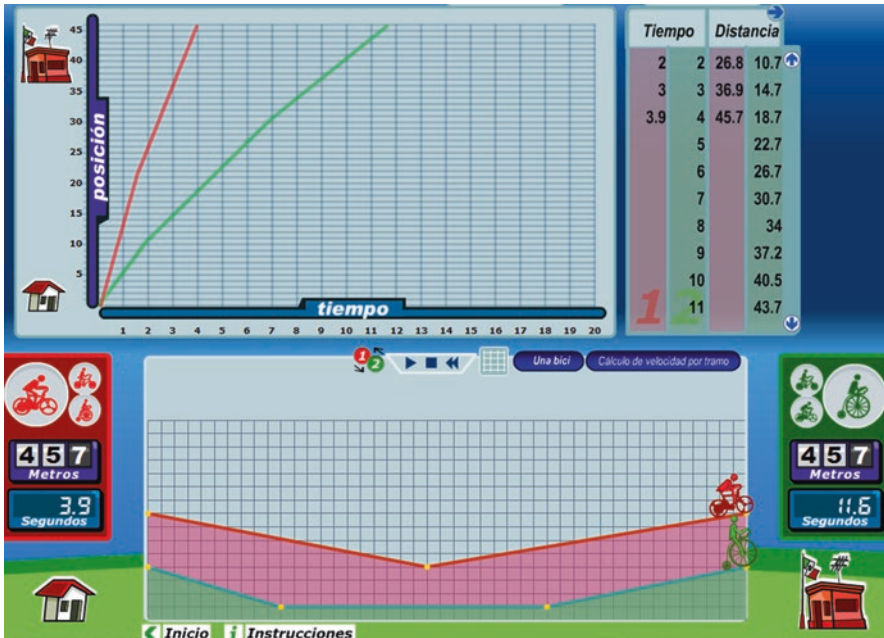 45
40
35
30
25
20
15
10
5
posición
tiempo
1 2 3 4 5 6 7 8 9 10 11 12 13 14 15 16 17 18 19 20
Tiempo Distancia
2 2 26.8 10.7
3 3 36.9 14.7
3.9 4 45.7 18.7
5 22.7
6 26.7
7 30.7
8 34
9 37.2
10 40.5
11 43.7
1 2
1
2
Una bici
Cálculo de velocidad por tramo
457
Metros
3.9
Segundos
457
Metros
11.6
Segundos
Inicio
i Instrucciones